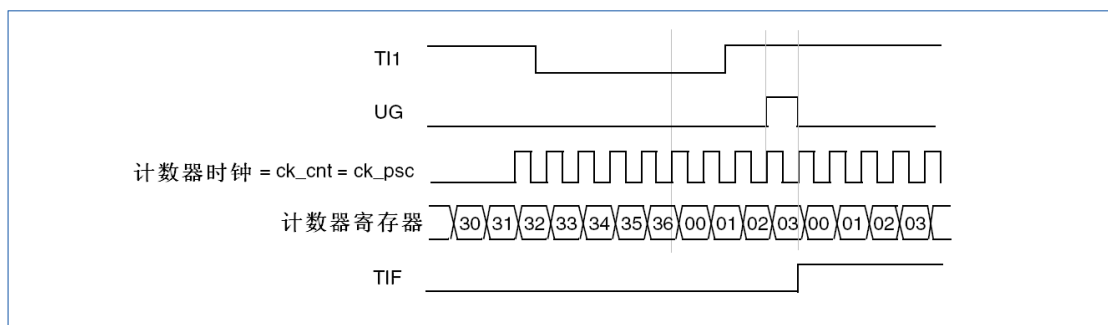 TI1
UG
计数器时钟 = ck_cnt = ck_psc
计数器寄存器 30 31 32 33 34 35 36 00 01 02 03 00 01 02 03
TIF